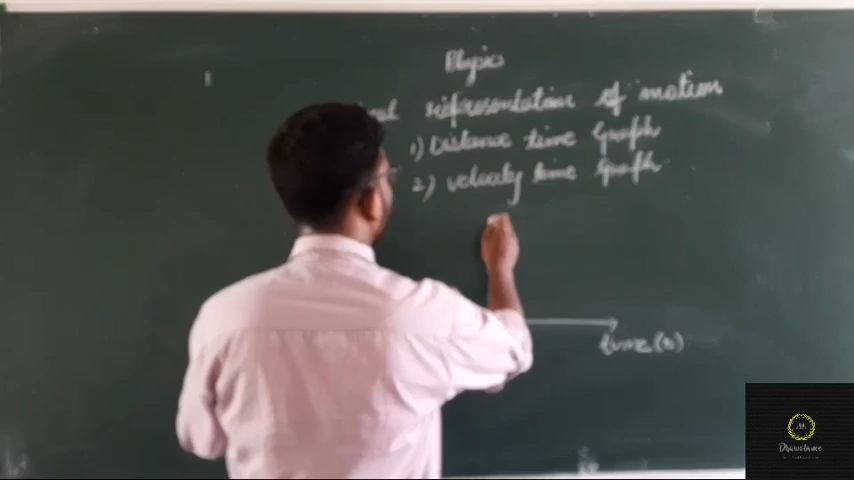 Physics
representation of motion
1) Distance time Graph
2) velocity time Graph
time(s)